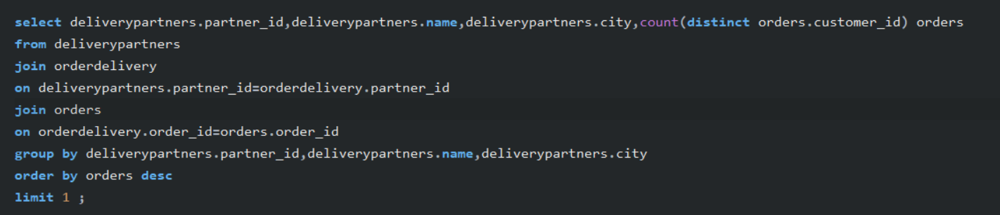 select deliverypartners.partner_id,deliverypartners.name,deliverypartners.city,count(distinct orders.customer_id) orders
from deliverypartners
join orderdelivery
on deliverypartners.partner_id=orderdelivery.partner_id
join orders
on orderdelivery.order_id=orders.order_id
group by deliverypartners.partner_id,deliverypartners.name,deliverypartners.city
order by orders desc
limit 1 ;